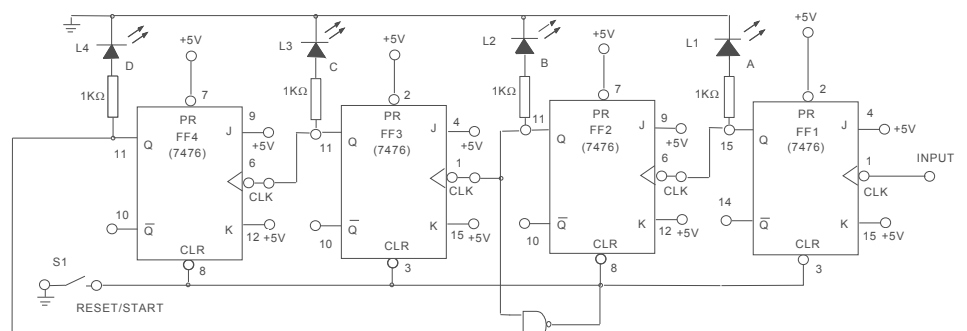 +5V +5V +5V +5V
L4 L3 L2 L1
D C B A
1KΩ 1KΩ 1KΩ 1KΩ
7 2 7 2
PR PR PR PR
FF4 FF3 FF2 FF1
(7476) (7476) (7476) (7476)
9 4 9 4
J J J J
+5V +5V +5V +5V
11 Q 11 Q 11 Q 15 Q
6 1 6 1 INPUT
CLK CLK CLK CLK
10 Q 10 Q 10 Q 14 Q
K K K K
12 +5V 15 +5V 12 +5V 15 +5V
CLR CLR CLR CLR
8 3 8 3
S1
RESET/START